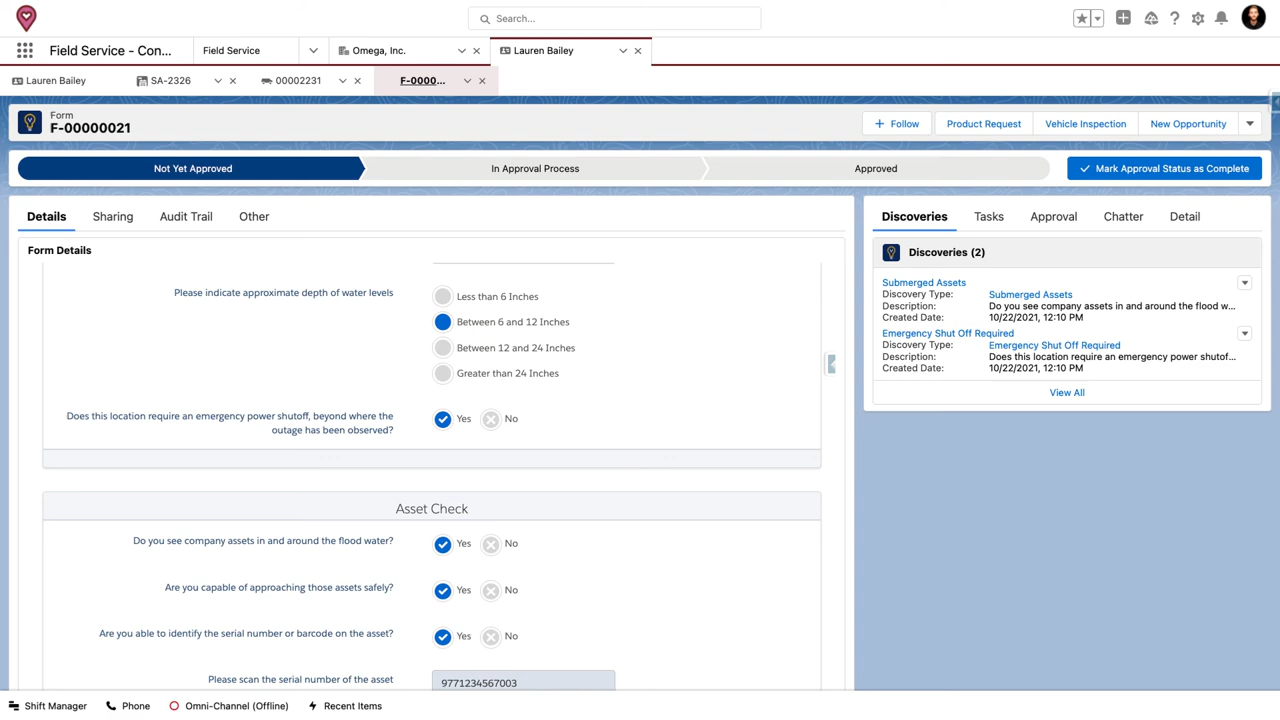 Search...
Field Service - Con...
Field Service
Omega, Inc.
Lauren Bailey
Lauren Bailey
SA-2326
00002231
F-0000...
Form
F-00000021
Follow
Product Request
Vehicle Inspection
New Opportunity
Not Yet Approved
In Approval Process
Approved
Mark Approval Status as Complete
Details
Sharing
Audit Trail
Other
Form Details
Please indicate approximate depth of water levels
Less than 6 Inches
Between 6 and 12 Inches
Between 12 and 24 Inches
Greater than 24 Inches
Does this location require an emergency power shutoff, beyond where the
outage has been observed?
Yes No
Asset Check
Do you see company assets in and around the flood water?
Yes No
Are you capable of approaching those assets safely?
Yes No
Are you able to identify the serial number or barcode on the asset?
Yes No
Please scan the serial number of the asset
9771234567003
Discoveries
Tasks
Approval
Chatter
Detail
Discoveries (2)
Submerged Assets
Discovery Type: Submerged Assets
Description: Do you see company assets in and around the flood w...
Created Date: 10/22/2021, 12:10 PM
Emergency Shut Off Required
Discovery Type: Emergency Shut Off Required
Description: Does this location require an emergency power shutof...
Created Date: 10/22/2021, 12:10 PM
View All
Shift Manager
Phone
Omni-Channel (Offline)
Recent Items